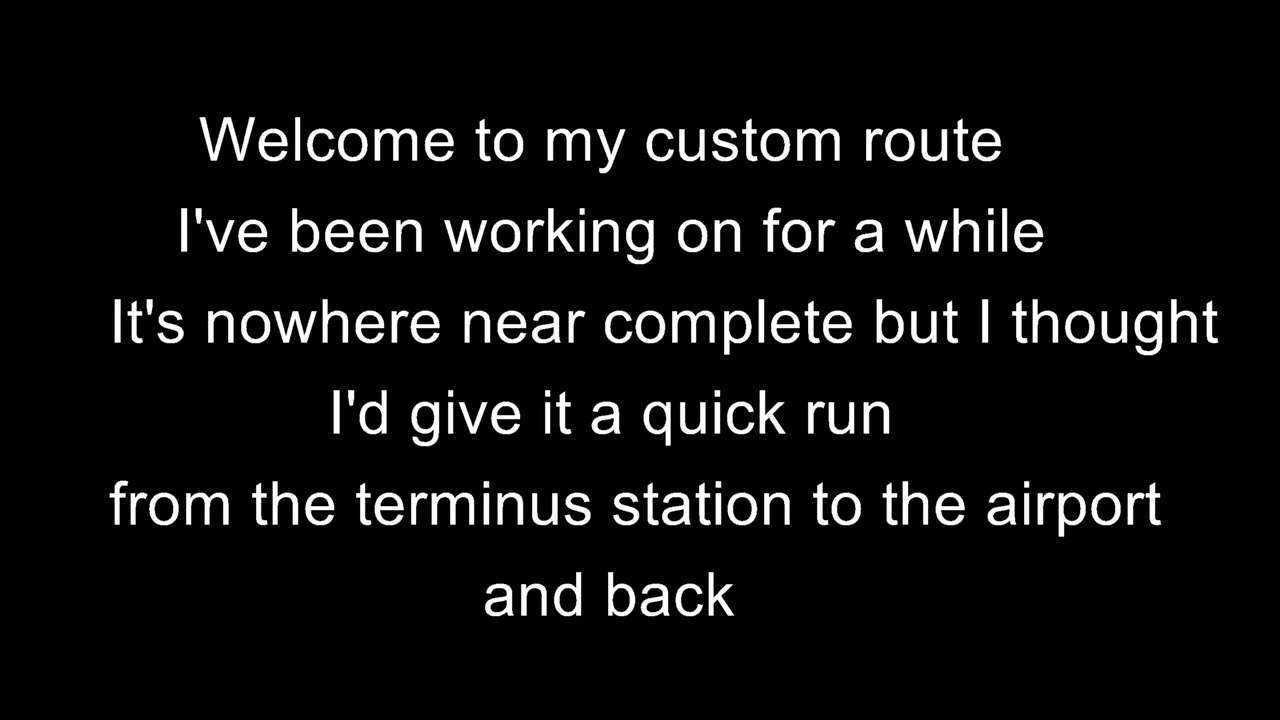 Welcome to my custom route
I've been working on for a while
It's nowhere near complete but I thought
I'd give it a quick run
from the terminus station to the airport
and back